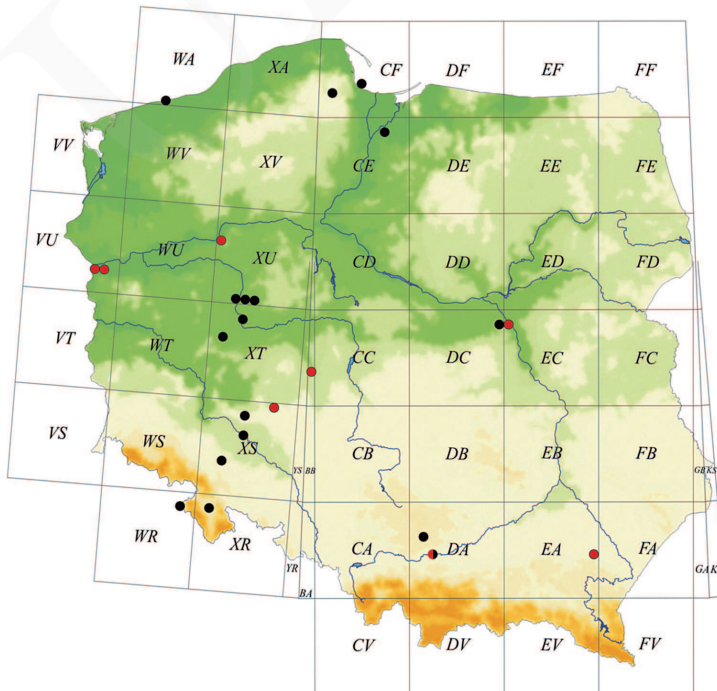 WA XA CF DF EF FF
VV WV XV CE DE EE FE
VU WU XU CD DD ED FD
VT WT XT CC DC EC FC
VS WS XS YS BB CB DB EB FB GB KS
WR XR YR BA CA DA EA FA GA K
CV DV EV FV